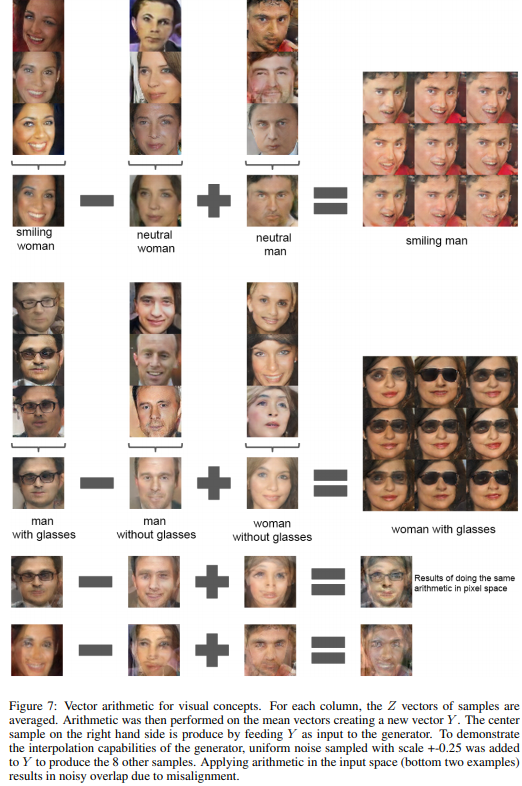 smiling
woman
neutral
woman
neutral
man
smiling man
man
with glasses
man
without glasses
woman
without glasses
woman with glasses
Results of doing the same
arithmetic in pixel space
Figure 7: Vector arithmetic for visual concepts. For each column, the Z vectors of samples are
averaged. Arithmetic was then performed on the mean vectors creating a new vector Y. The center
sample on the right hand side is produce by feeding Y as input to the generator. To demonstrate
the interpolation capabilities of the generator, uniform noise sampled with scale +-0.25 was added
to Y to produce the 8 other samples. Applying arithmetic in the input space (bottom two examples)
results in noisy overlap due to misalignment.